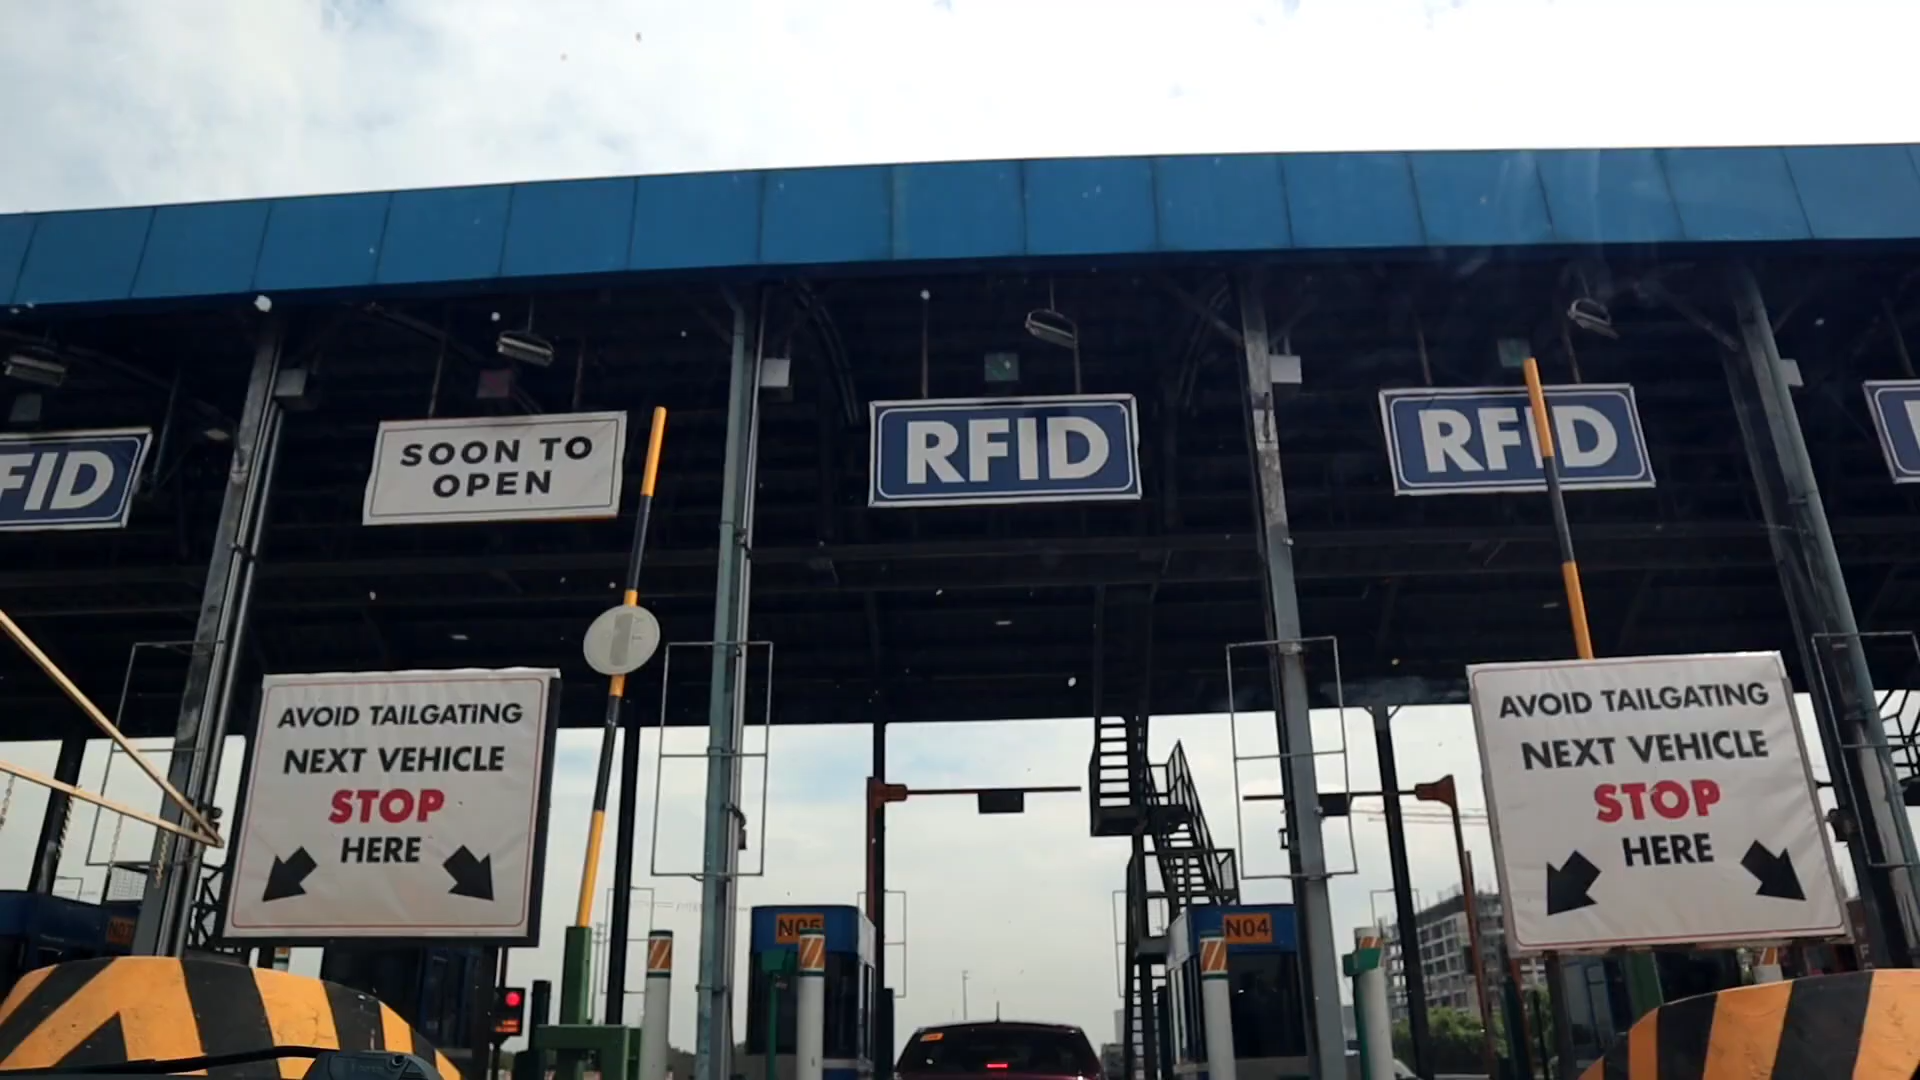 FID
SOON TO
OPEN
RFID
RFID
AVOID TAILGATING
NEXT VEHICLE
STOP
HERE
AVOID TAILGATING
NEXT VEHICLE
STOP
HERE
N05
N04